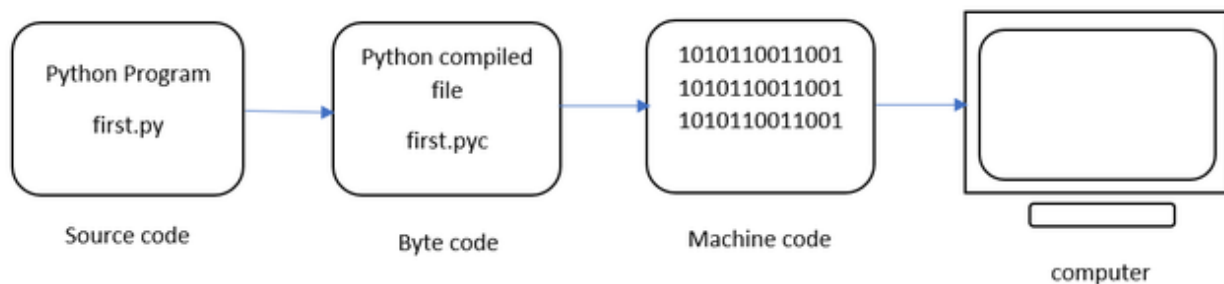 Python Program
first.py
Source code
Python compiled
file
first.pyc
Byte code
1010110011001
1010110011001
1010110011001
Machine code
computer